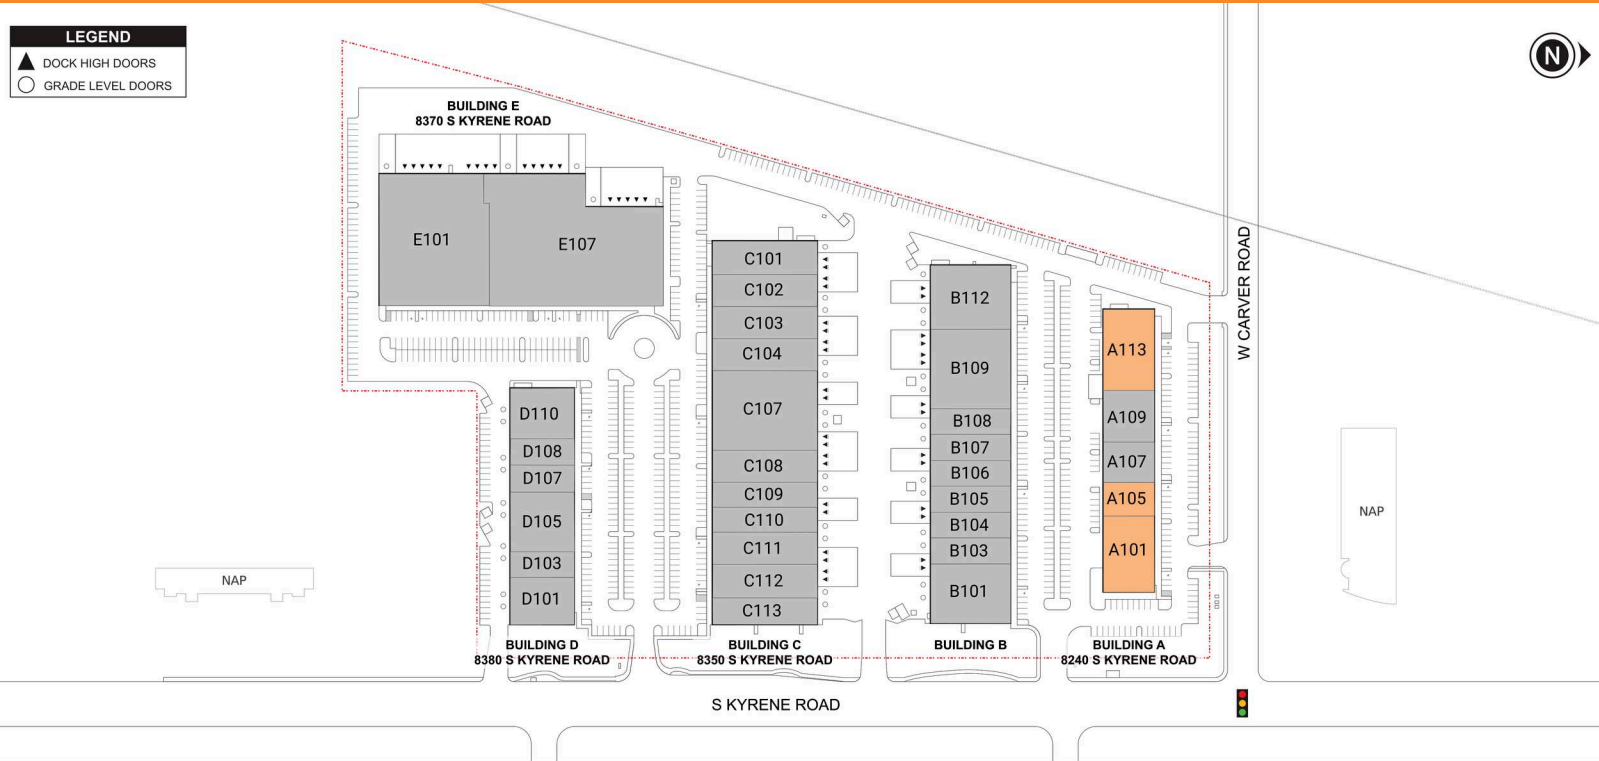 LEGEND
DOCK HIGH DOORS
GRADE LEVEL DOORS
N
BUILDING E
8370 S KYRENE ROAD
E101
E107
C101
C102
C103
C104
C107
C108
C109
C110
C111
C112
C113
B112
B109
B108
B107
B106
B105
B104
B103
B101
A113
A109
A107
A105
A101
D110
D108
D107
D105
D103
D101
W CARVER ROAD
NAP
NAP
BUILDING D
8380 S KYRENE ROAD
BUILDING C
8350 S KYRENE ROAD
BUILDING B
BUILDING A
8240 S KYRENE ROAD
S KYRENE ROAD